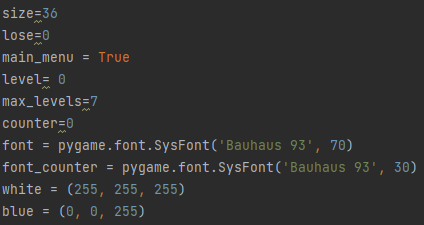 size=36
lose=0
main_menu = True
level= 0
max_levels=7
counter=0
font = pygame.font.SysFont('Bauhaus 93', 70)
font_counter = pygame.font.SysFont('Bauhaus 93', 30)
white = (255, 255, 255)
blue = (0, 0, 255)